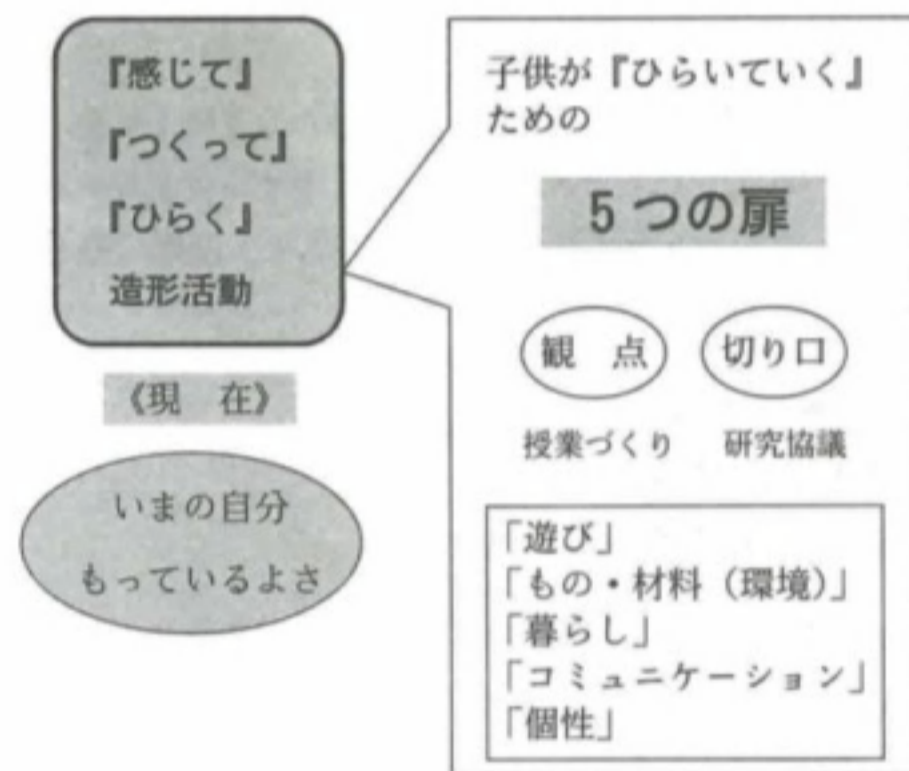 『感じて』
『つくって』
『ひらく』
造形活動
《現　在》
いまの自分
もっているよさ
子供が『ひらいていく』
ための
5つの扉
観　点
切り口
授業づくり
研究協議
「遊び」
「もの・材料（環境）」
「暮らし」
「コミュニケーション」
「個性」